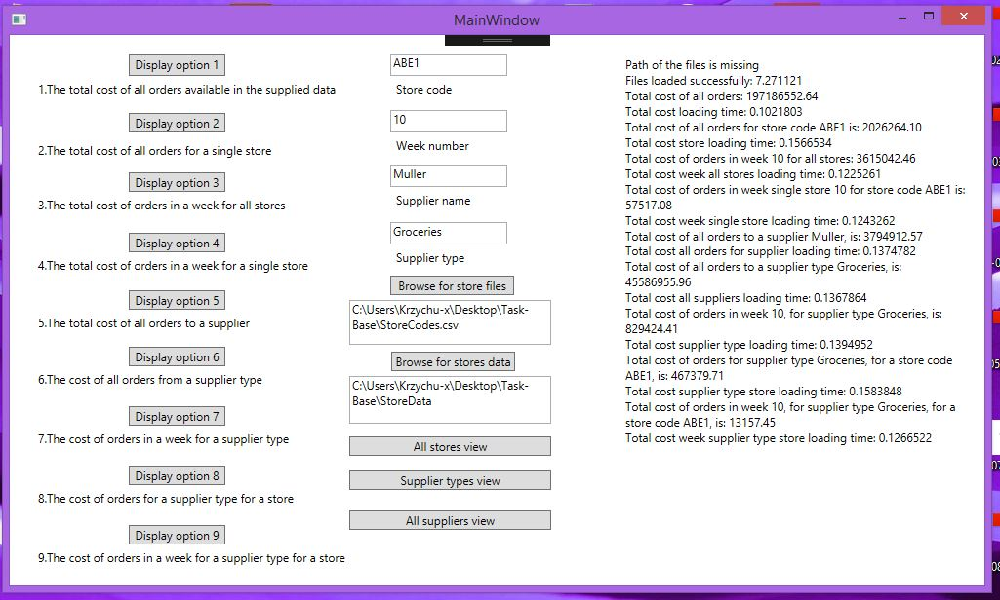 MainWindow
Display option 1
1.The total cost of all orders available in the supplied data
Display option 2
2.The total cost of all orders for a single store
Display option 3
3.The total cost of orders in a week for all stores
Display option 4
4.The total cost of orders in a week for a single store
Display option 5
5.The total cost of all orders to a supplier
Display option 6
6.The cost of all orders from a supplier type
Display option 7
7.The cost of orders in a week for a supplier type
Display option 8
8.The cost of orders for a supplier type for a store
Display option 9
9.The cost of orders in a week for a supplier type for a store
ABE1
Store code
10
Week number
Muller
Supplier name
Groceries
Supplier type
Browse for store files
C:\Users\Krzychu-x\Desktop\Task-
Base\StoreCodes.csv
Browse for stores data
C:\Users\Krzychu-x\Desktop\Task-
Base\StoreData
All stores view
Supplier types view
All suppliers view
Path of the files is missing
Files loaded successfully: 7.271121
Total cost of all orders: 197186552.64
Total cost loading time: 0.1021803
Total cost of all orders for store code ABE1 is: 2026264.10
Total cost store loading time: 0.1566534
Total cost of orders in week 10 for all stores: 3615042.46
Total cost week all stores loading time: 0.1225261
Total cost of orders in week single store 10 for store code ABE1 is:
57517.08
Total cost week single store loading time: 0.1243262
Total cost of all orders to a supplier Muller, is: 3794912.57
Total cost all orders for supplier loading time: 0.1374782
Total cost of all orders to a supplier type Groceries, is:
45586955.96
Total cost all suppliers loading time: 0.1367864
Total cost of orders in week 10, for supplier type Groceries, is:
829424.41
Total cost supplier type loading time: 0.1394952
Total cost of orders for supplier type Groceries, for a store code
ABE1, is: 467379.71
Total cost supplier type store loading time: 0.1583848
Total cost of orders in week 10, for supplier type Groceries, for a
store code ABE1, is: 13157.45
Total cost week supplier type store loading time: 0.1266522